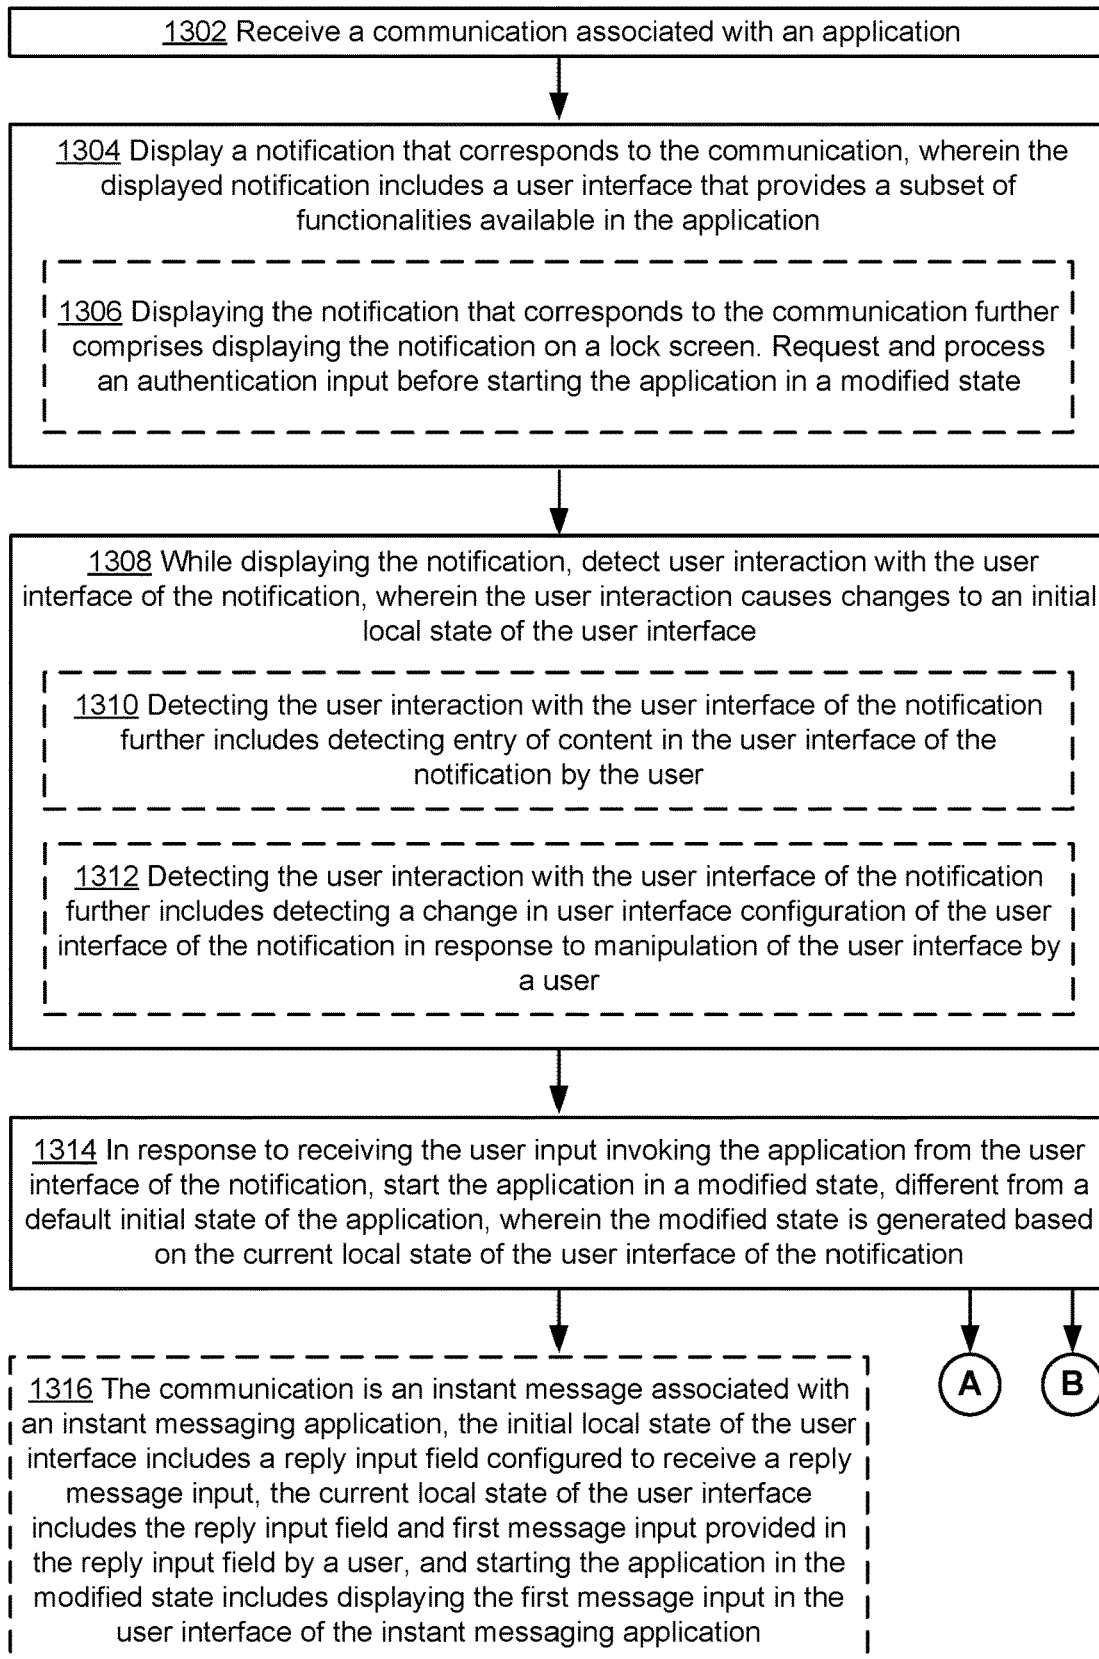 1302 Receive a communication associated with an application
1304 Display a notification that corresponds to the communication, wherein the
displayed notification includes a user interface that provides a subset of
functionalities available in the application
1306 Displaying the notification that corresponds to the communication further
comprises displaying the notification on a lock screen. Request and process
an authentication input before starting the application in a modified state
1308 While displaying the notification, detect user interaction with the user
interface of the notification, wherein the user interaction causes changes to an initial
local state of the user interface
1310 Detecting the user interaction with the user interface of the notification
further includes detecting entry of content in the user interface of the
notification by the user
1312 Detecting the user interaction with the user interface of the notification
further includes detecting a change in user interface configuration of the user
interface of the notification in response to manipulation of the user interface by
a user
1314 In response to receiving the user input invoking the application from the user
interface of the notification, start the application in a modified state, different from a
default initial state of the application, wherein the modified state is generated based
on the current local state of the user interface of the notification
A
B
1316 The communication is an instant message associated with
an instant messaging application, the initial local state of the user
interface includes a reply input field configured to receive a reply
message input, the current local state of the user interface
includes the reply input field and first message input provided in
the reply input field by a user, and starting the application in the
modified state includes displaying the first message input in the
user interface of the instant messaging application